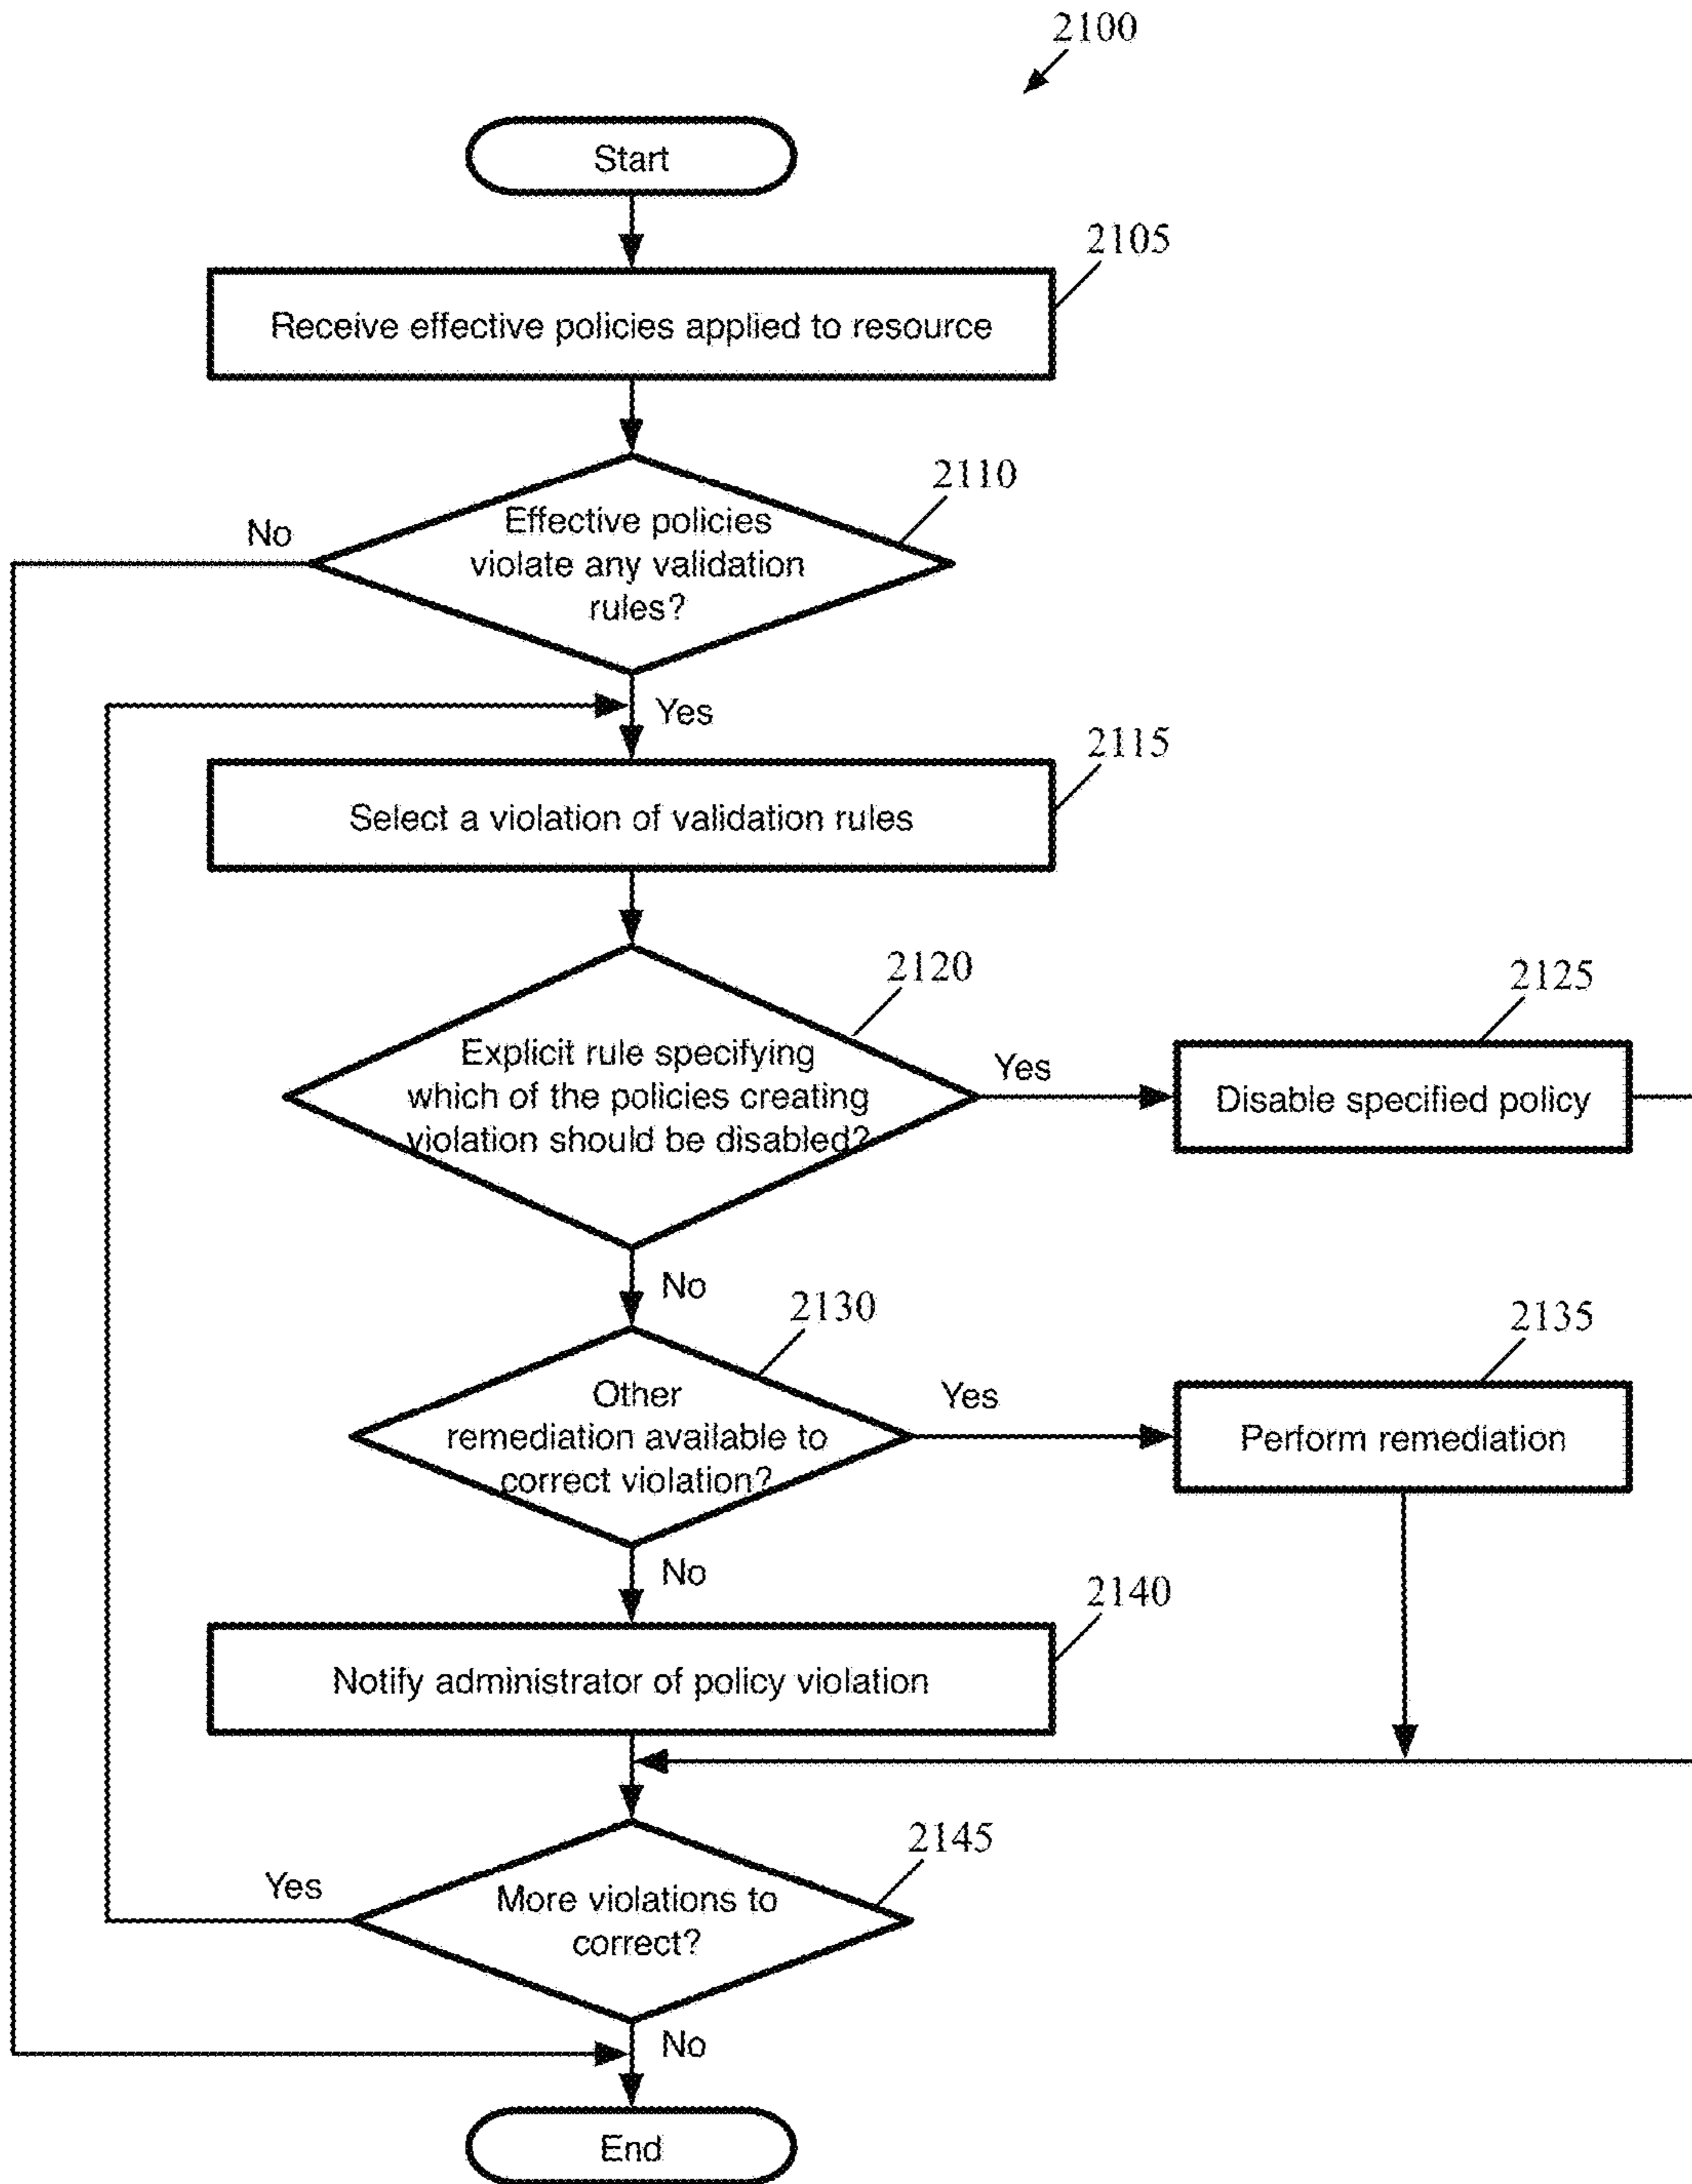 2100
Start
2105
Receive effective policies applied to resource
2110
No
Effective policies
violate any validation
rules?
Yes
2115
Select a violation of validation rules
2120
2125
Explicit rule specifying
which of the policies creating
violation should be disabled?
Yes
Disable specified policy
No
2130
2135
Other
remediation available to
correct violation?
Yes
Perform remediation
No
2140
Notify administrator of policy violation
2145
Yes
More violations to
correct?
No
End